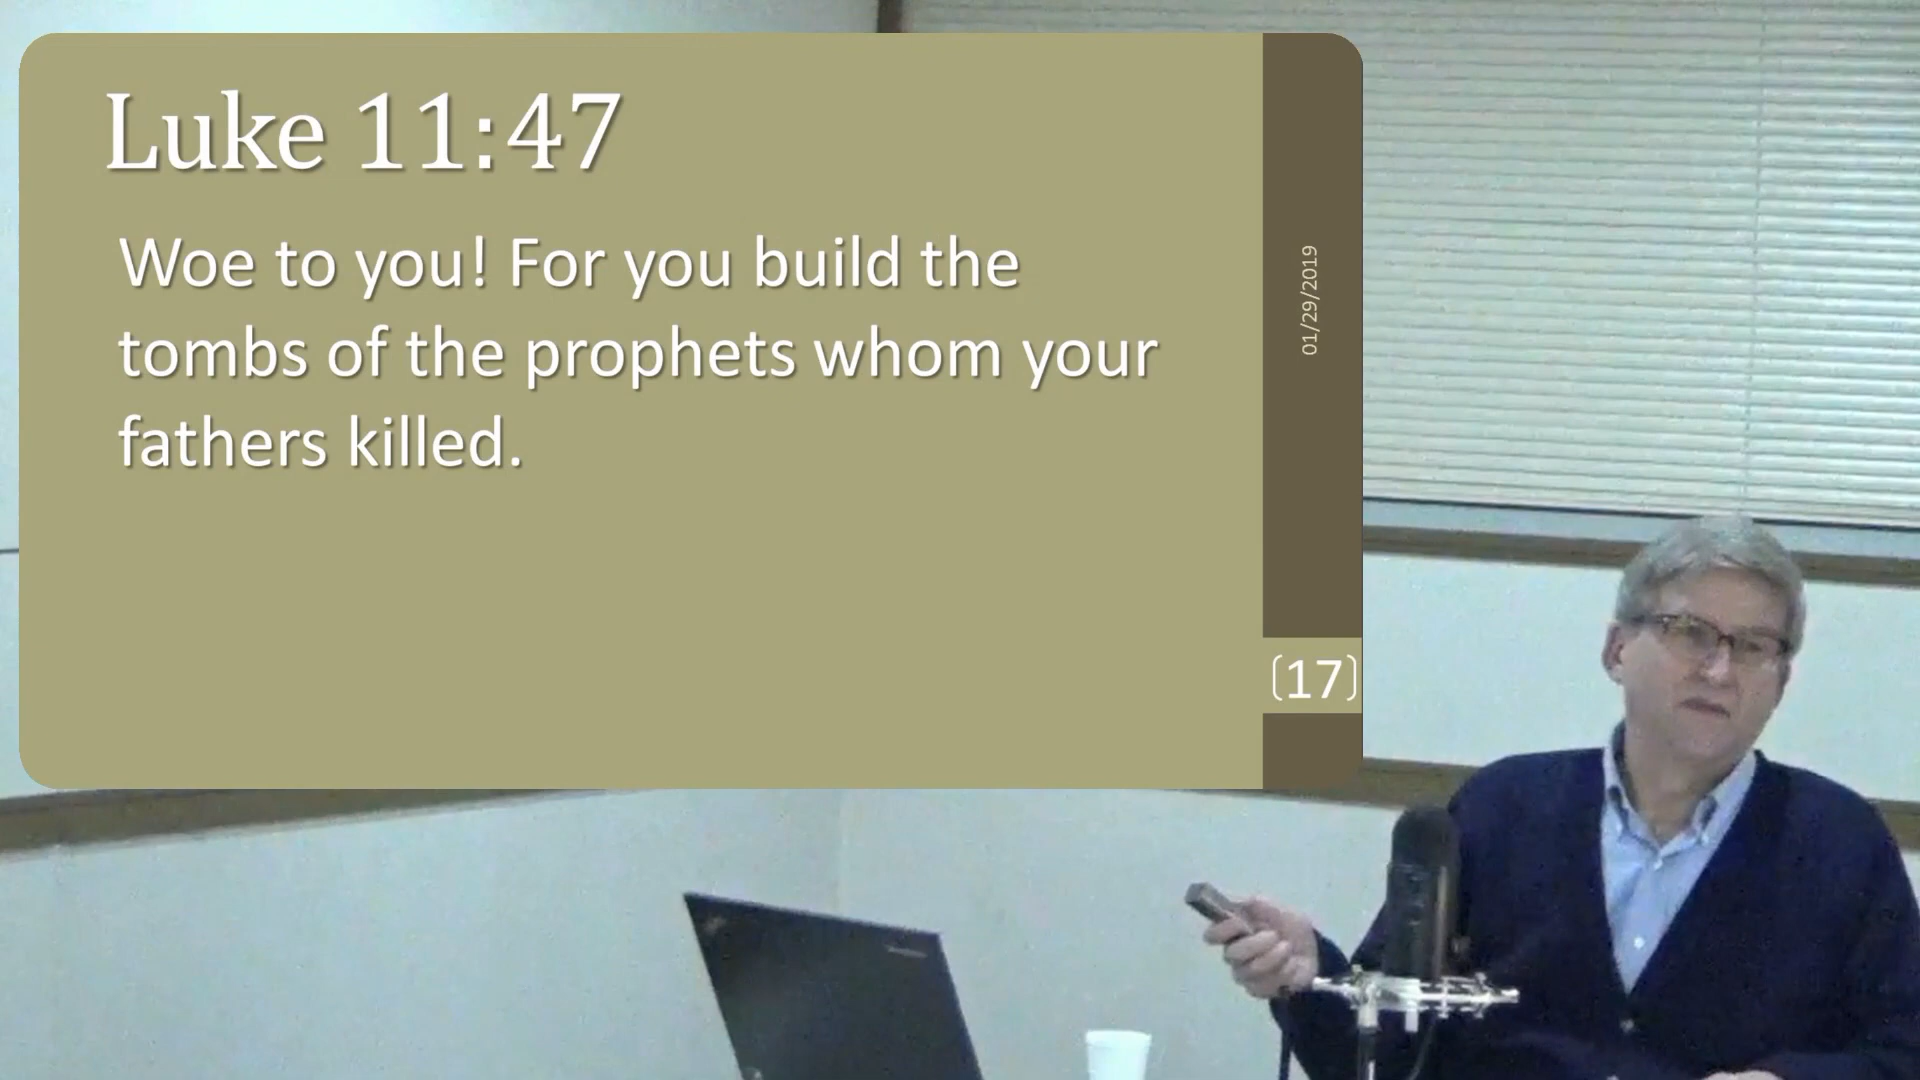 Luke 11:47
Woe to you! For you build the
tombs of the prophets whom your
fathers killed.
01/29/2019
(17)